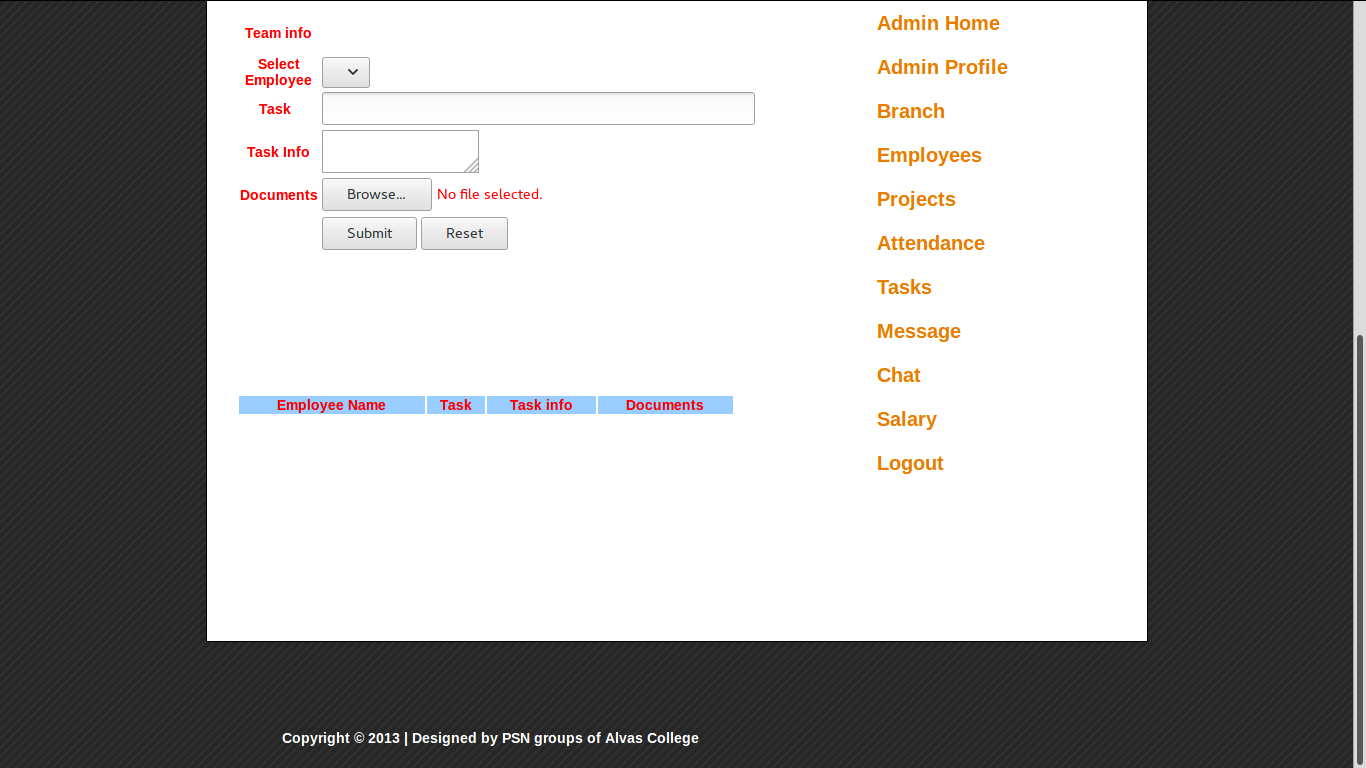 Team info
Select
Employee
Task
Task Info
Documents Browse... No file selected.
Submit Reset
Employee Name Task Task info Documents
Admin Home
Admin Profile
Branch
Employees
Projects
Attendance
Tasks
Message
Chat
Salary
Logout
Copyright © 2013 | Designed by PSN groups of Alvas College